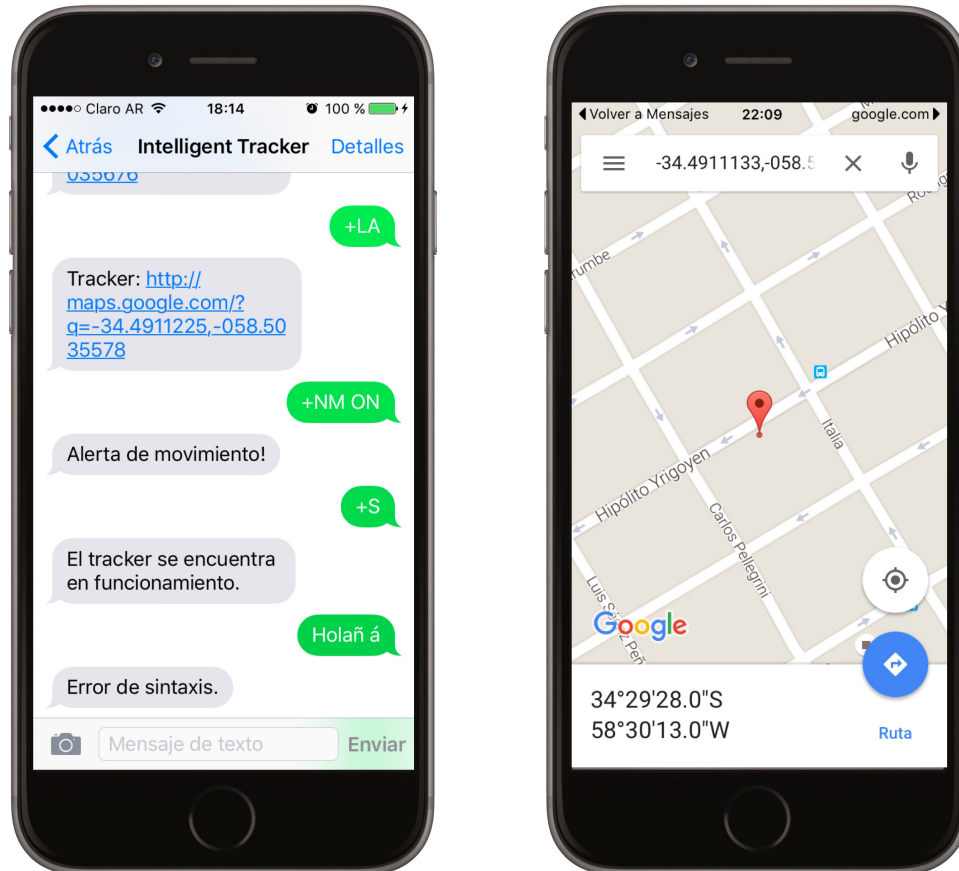 Claro AR
18:14
100 %
Atrás
Intelligent Tracker
Detalles
035676
+LA
Tracker: http://
maps.google.com/?
q=-34.4911225,-058.50
35578
+NM ON
Alerta de movimiento!
+S
El tracker se encuentra
en funcionamiento.
Holañ á
Error de sintaxis.
Mensaje de texto
Enviar
Volver a Mensajes
22:09
google.com
-34.4911133,-058.5
Hipólito Y
Italia
Hipólito Yrigoyen
Carlos Pellegrini
Luis
Google
34°29'28.0"S
58°30'13.0"W
Ruta